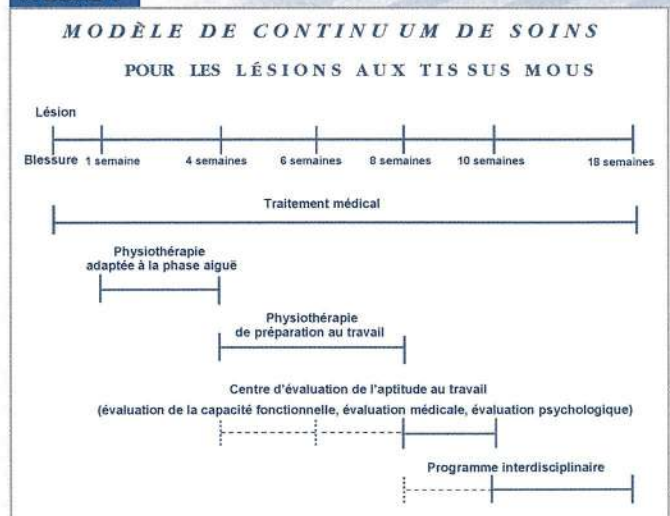 MODÈLE DE CONTINUUM DE SOINS
POUR LES LÉSIONS AUX TISSUS MOUS
Lésion
Blessure 1 semaine 4 semaines 6 semaines 8 semaines 10 semaines 18 semaines
Traitement médical
Physiothérapie
adaptée à la phase aiguë
Physiothérapie
de préparation au travail
Centre d'évaluation de l'aptitude au travail
(évaluation de la capacité fonctionnelle, évaluation médicale, évaluation psychologique)
Programme interdisciplinaire